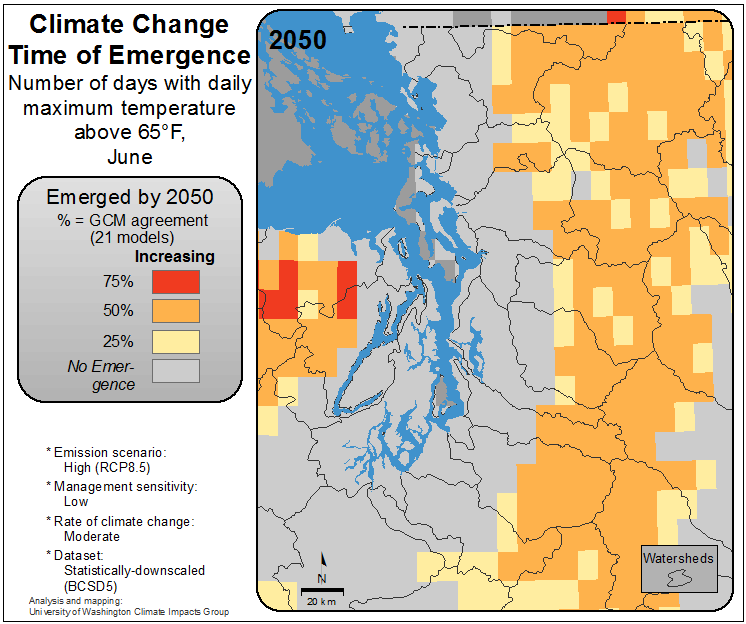 Climate Change
Time of Emergence
Number of days with daily
maximum temperature
above 65°F,
June
Emerged by 2050
% = GCM agreement
(21 models)
Increasing
75%
50%
25%
No Emer-
gence
* Emission scenario:
High (RCP8.5)
* Management sensitivity:
Low
* Rate of climate change:
Moderate
* Dataset:
Statistically-downscaled
(BCSD5)
Analysis and mapping:
University of Washington Climate Impacts Group
2050
N
20 km
Watersheds